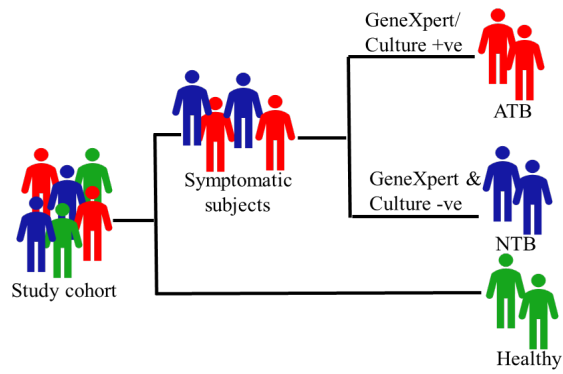 GeneXpert/
Culture +ve
ATB
Symptomatic
subjects
GeneXpert &
Culture -ve
NTB
Study cohort
Healthy